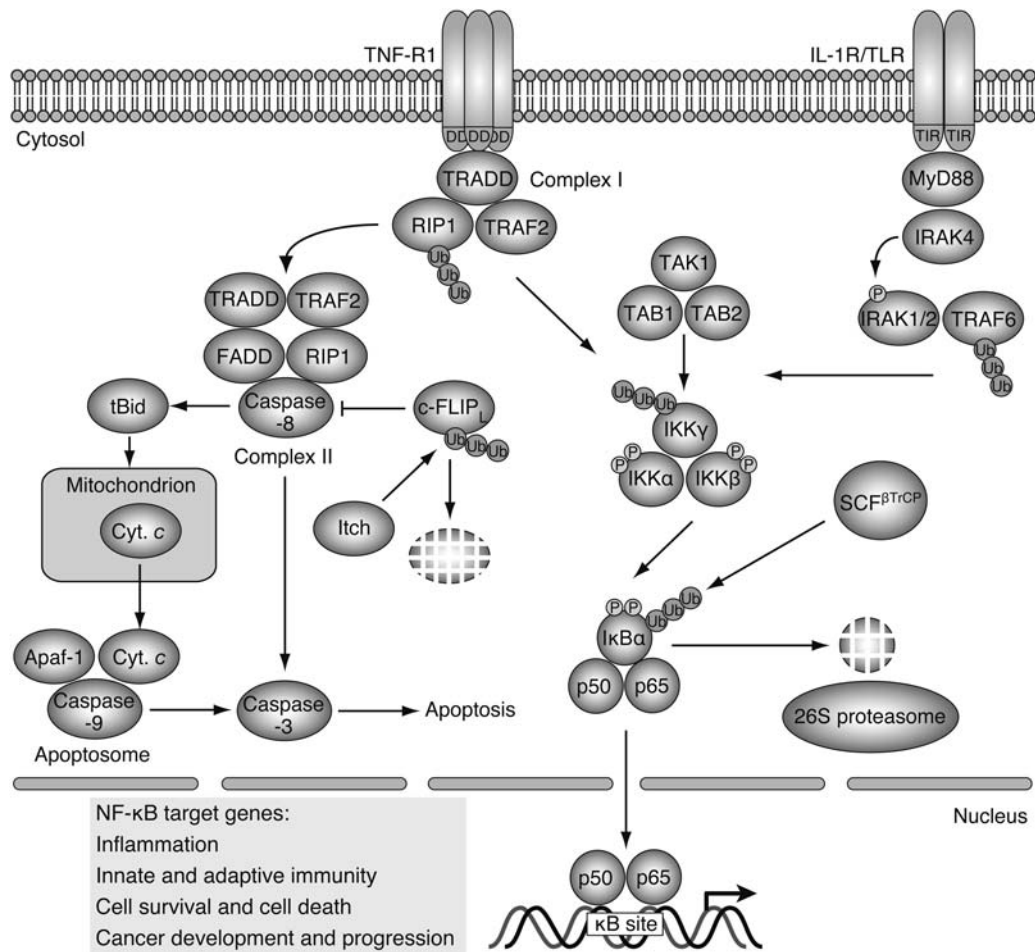 TNF-R1
IL-1R/TLR
Cytosol
DD DD DD
TIR TIR
TRADD
Complex I
MyD88
RIP1
TRAF2
IRAK4
Ub
Ub
Ub
TAK1
TRADD
TRAF2
P
TAB1
TAB2
IRAK1/2
TRAF6
FADD
RIP1
Ub
Ub
Ub
tBid
Caspase
-8
c-FLIPL
Ub Ub Ub
Ub Ub Ub
IKKγ
Complex II
P P
P P
IKKα
IKKβ
Mitochondrion
SCFβTrCP
Cyt. c
Itch
P P
Ub Ub Ub
IκBα
Apaf-1
Cyt. c
p50
p65
Caspase
-9
Caspase
-3
Apoptosis
26S proteasome
Apoptosome
NF-κB target genes:
Nucleus
Inflammation
Innate and adaptive immunity
Cell survival and cell death
Cancer development and progression
p50
p65
κB site